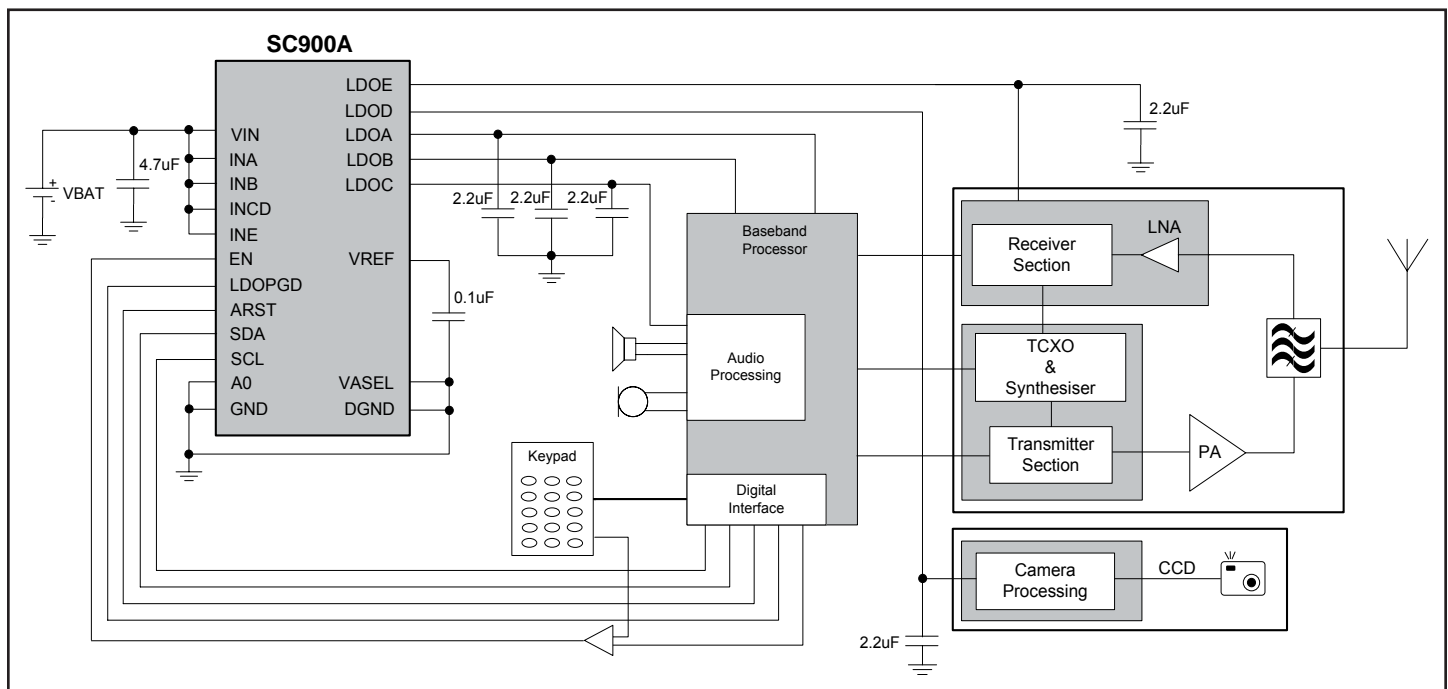 SC900A
VIN
INA
INB
INCD
INE
EN
LDOPGD
ARST
SDA
SCL
A0
GND
LDOE
LDOD
LDOA
LDOB
LDOC
VREF
VASEL
DGND
+
-
VBAT
4.7uF
0.1uF
2.2uF
2.2uF
2.2uF
2.2uF
Baseband
Processor
Audio
Processing
Digital
Interface
Keypad
LNA
Receiver
Section
TCXO
&
Synthesiser
Transmitter
Section
PA
Camera
Processing
CCD
2.2uF